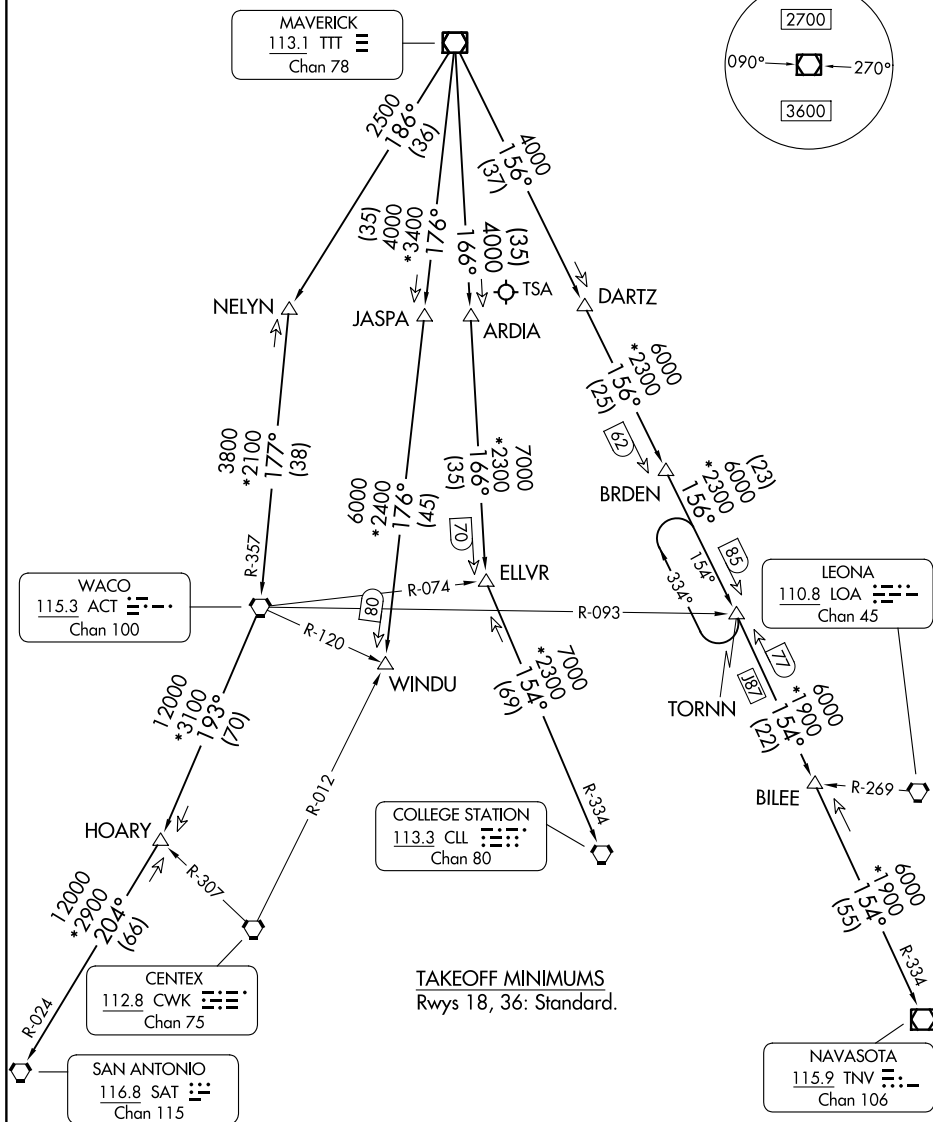 MAVERICK
113.1 TTT
Chan 78
2700
090°
270°
3600
2500
186°
(36)
(35)
4000
*3400
176°
(35)
4000
166°
4000
156°
(37)
TSA
NELYN
JASPA
ARDIA
DARTZ
3800
*2100
177°
(38)
R-357
6000
*2400
176°
(45)
80
7000
*2300
166°
(35)
70
6000
*2300
156°
(25)
62
BRDEN
(23)
6000
*2300
156°
85
154°
334°
WACO
115.3 ACT
Chan 100
R-074
ELLVR
R-093
R-120
WINDU
LEONA
110.8 LOA
Chan 45
TORNN
77
J87
6000
*1900
154°
(22)
12000
*3100
193°
(70)
R-012
7000
*2300
154°
(69)
R-334
BILEE
R-269
HOARY
R-307
COLLEGE STATION
113.3 CLL
Chan 80
12000
*2900
204°
(66)
R-024
6000
*1900
154°
(55)
R-334
CENTEX
112.8 CWK
Chan 75
TAKEOFF MINIMUMS
Rwys 18, 36: Standard.
SAN ANTONIO
116.8 SAT
Chan 115
NAVASOTA
115.9 TNV
Chan 106